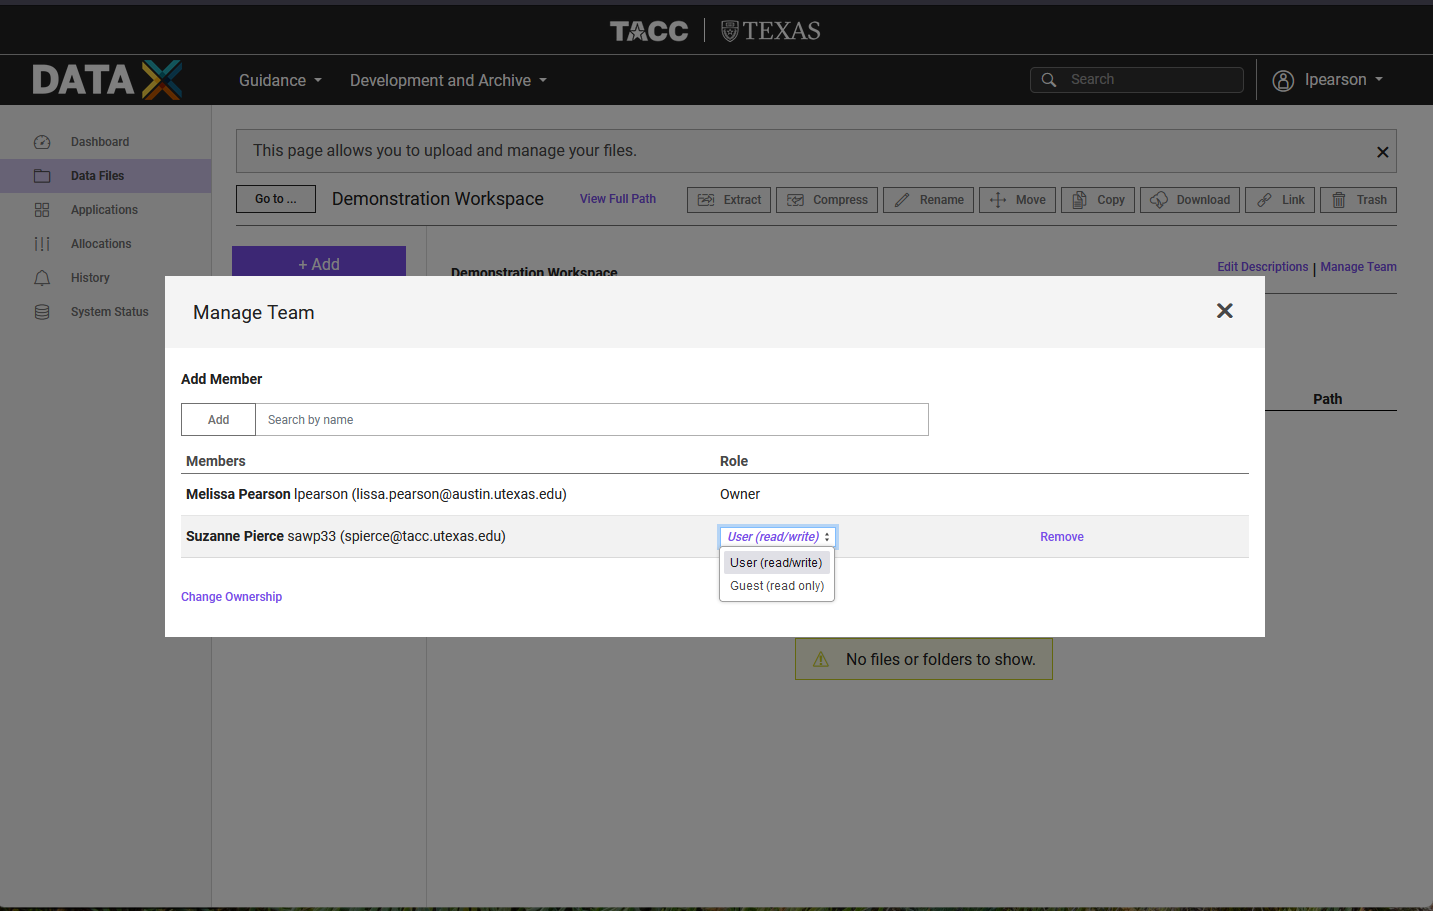 TACC TEXAS
DATA X
Guidance Development and Archive Search lpearson
Dashboard
Data Files
Applications
Allocations
History
System Status
This page allows you to upload and manage your files.
Go to ... Demonstration Workspace View Full Path Extract Compress Rename Move Copy Download Link Trash
+ Add
Demonstration Workspace Edit Descriptions | Manage Team
Path
Manage Team
Add Member
Add Search by name
Members Role
Melissa Pearson lpearson (lissa.pearson@austin.utexas.edu) Owner
Suzanne Pierce sawp33 (spierce@tacc.utexas.edu) User (read/write) Remove
User (read/write)
Guest (read only)
Change Ownership
No files or folders to show.